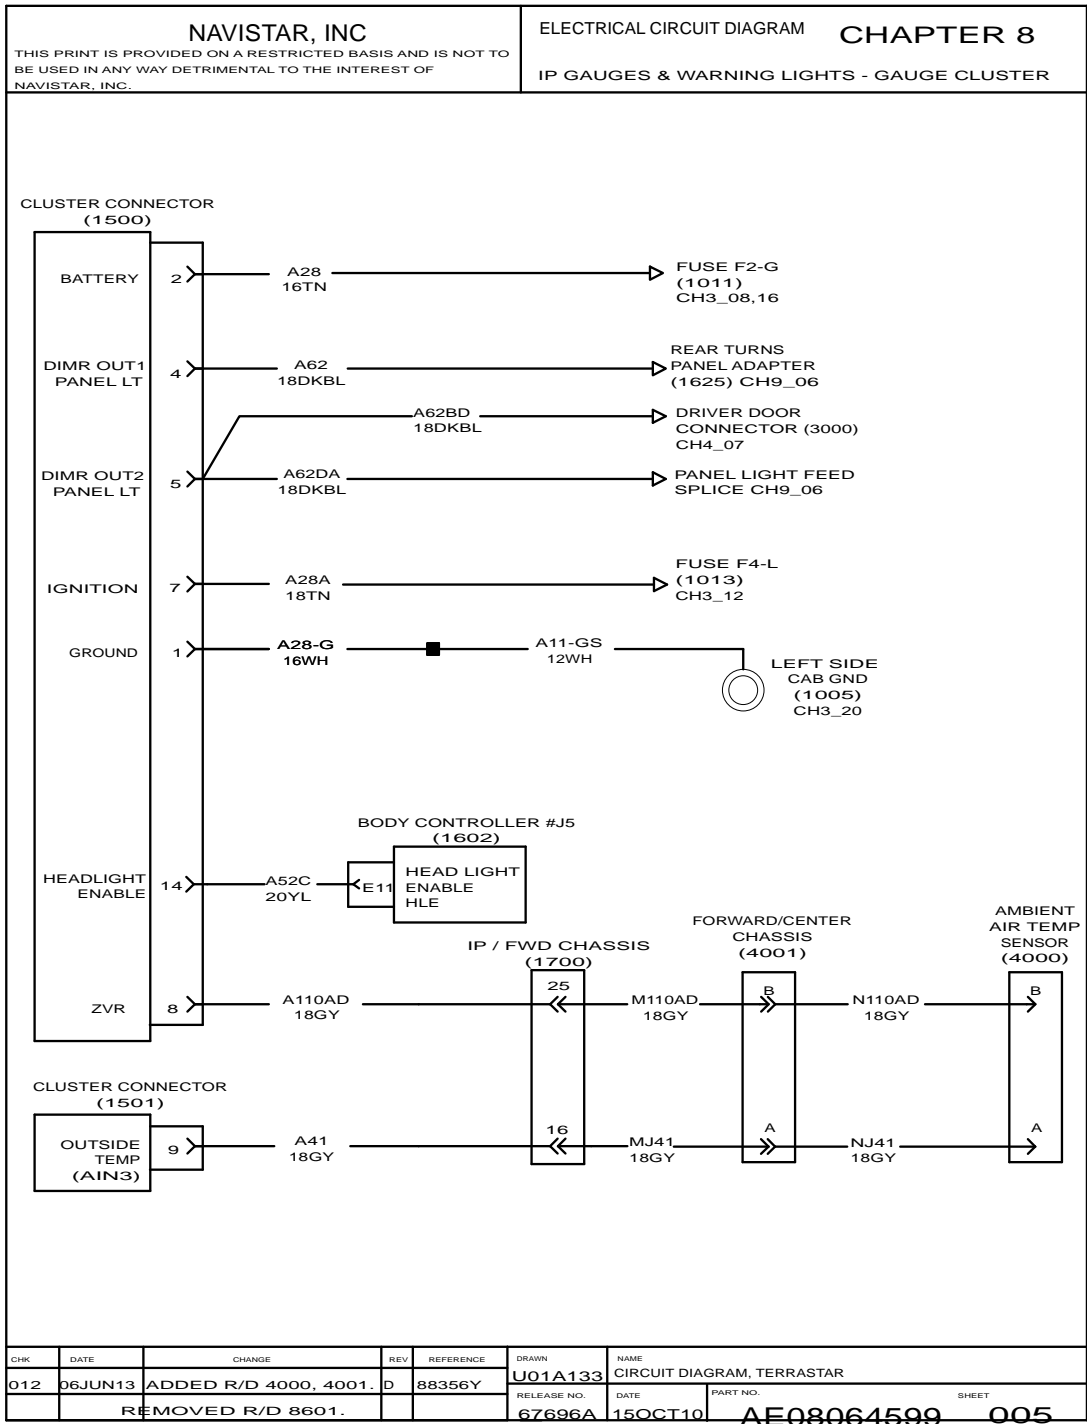 NAVISTAR, INC
THIS PRINT IS PROVIDED ON A RESTRICTED BASIS AND IS NOT TO
BE USED IN ANY WAY DETRIMENTAL TO THE INTEREST OF
NAVISTAR, INC.
ELECTRICAL CIRCUIT DIAGRAM
CHAPTER 8
IP GAUGES & WARNING LIGHTS - GAUGE CLUSTER
CLUSTER CONNECTOR
(1500)
BATTERY
2
A28
16TN
FUSE F2-G
(1011)
CH3_08,16
DIMR OUT1
PANEL LT
4
A62
18DKBL
REAR TURNS
PANEL ADAPTER
(1625) CH9_06
A62BD
18DKBL
DRIVER DOOR
CONNECTOR (3000)
CH4_07
DIMR OUT2
PANEL LT
5
A62DA
18DKBL
PANEL LIGHT FEED
SPLICE CH9_06
IGNITION
7
A28A
18TN
FUSE F4-L
(1013)
CH3_12
GROUND
1
A28-G
16WH
A11-GS
12WH
LEFT SIDE
CAB GND
(1005)
CH3_20
BODY CONTROLLER #J5
(1602)
HEADLIGHT
ENABLE
14
A52C
20YL
E11
HEAD LIGHT
ENABLE
HLE
IP / FWD CHASSIS
(1700)
FORWARD/CENTER
CHASSIS
(4001)
AMBIENT
AIR TEMP
SENSOR
(4000)
ZVR
8
A110AD
18GY
25
M110AD
18GY
B
N110AD
18GY
B
CLUSTER CONNECTOR
(1501)
OUTSIDE
TEMP
(AIN3)
9
A41
18GY
16
MJ41
18GY
A
NJ41
18GY
A
CHK DATE CHANGE REV REFERENCE
012 06JUN13 ADDED R/D 4000, 4001. D 88356Y
REMOVED R/D 8601.
DRAWN
U01A133
NAME
CIRCUIT DIAGRAM, TERRASTAR
RELEASE NO.
67696A
DATE
15OCT10
PART NO.
AE08064599
SHEET
005